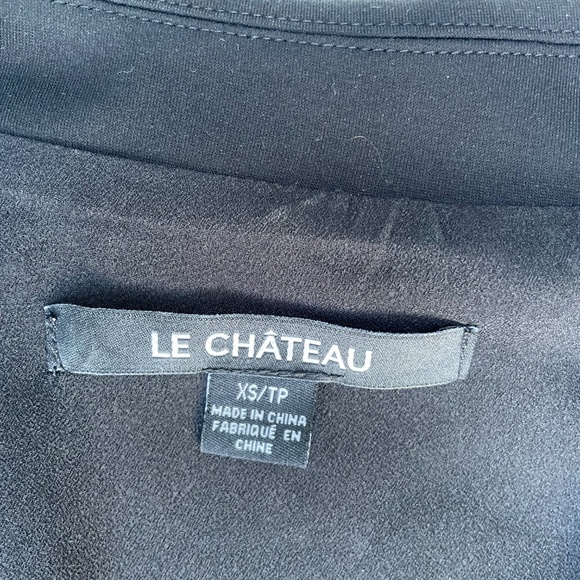 LE CHÂTEAU
XS/TP
MADE IN CHINA
FABRIQUÉ EN
CHINE